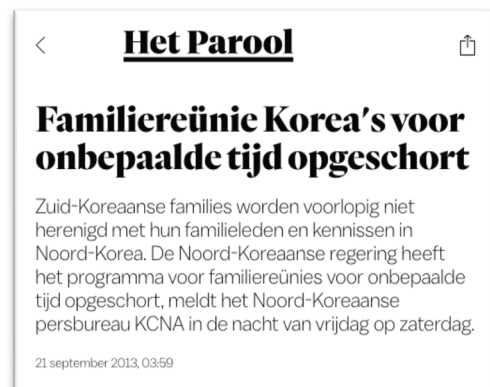 Het Parool
Familiereünie Korea's voor
onbepaalde tijd opgeschort
Zuid-Koreaanse families worden voorlopig niet
herenigd met hun familieleden en kennissen in
Noord-Korea. De Noord-Koreaanse regering heeft
het programma voor familiereünies voor onbepaalde
tijd opgeschort, meldt het Noord-Koreaanse
persbureau KCNA in de nacht van vrijdag op zaterdag.
21 september 2013, 03:59